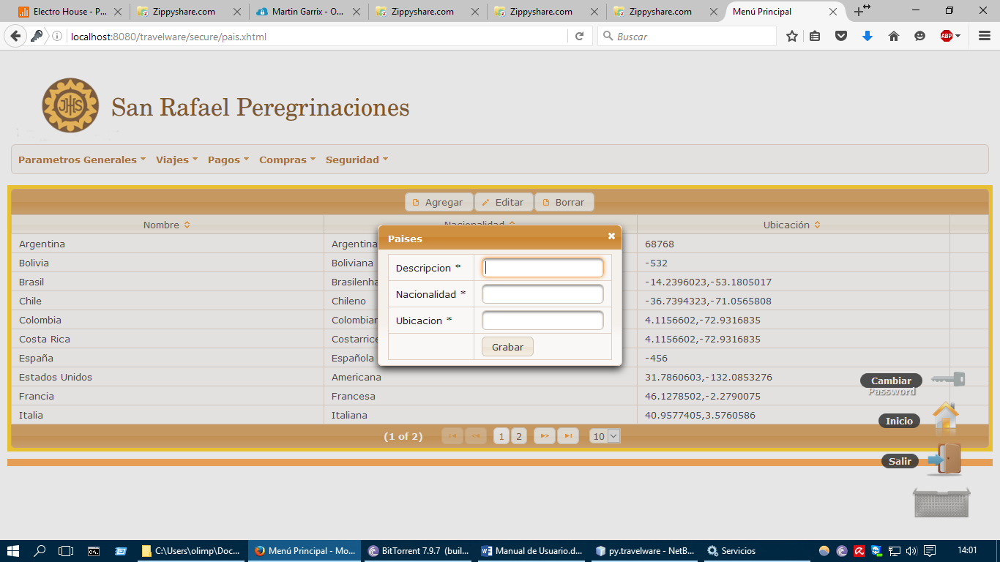 Electro House - P... Zippyshare.com Martin Garrix - O... Zippyshare.com Zippyshare.com Zippyshare.com Menú Principal
localhost:8080/travelware/secure/pais.xhtml Buscar ABP
JHS San Rafael Peregrinaciones
Parametros Generales Viajes Pagos Compras Seguridad
Agregar Editar Borrar
Nombre Nacionalidad Ubicación
Paises
Descripcion *
Nacionalidad *
Ubicacion *
Grabar
Argentina Argentina 68768
Bolivia Boliviana -532
Brasil Brasilenha -14.2396023,-53.1805017
Chile Chileno -36.7394323,-71.0565808
Colombia Colombian 4.1156602,-72.9316835
Costa Rica Costarrice 4.1156602,-72.9316835
España Española -456
Estados Unidos Americana 31.7860603,-132.0853276
Francia Francesa 46.1278502,-2.2790075
Italia Italiana 40.9577405,3.5760586
(1 of 2) 1 2 10
Cambiar
Password
Inicio
Salir
C:\Users\olimp\Doc... Menú Principal - Mo... BitTorrent 7.9.7 (buil... Manual de Usuario.d... py.travelware - NetB... Servicios 14:01